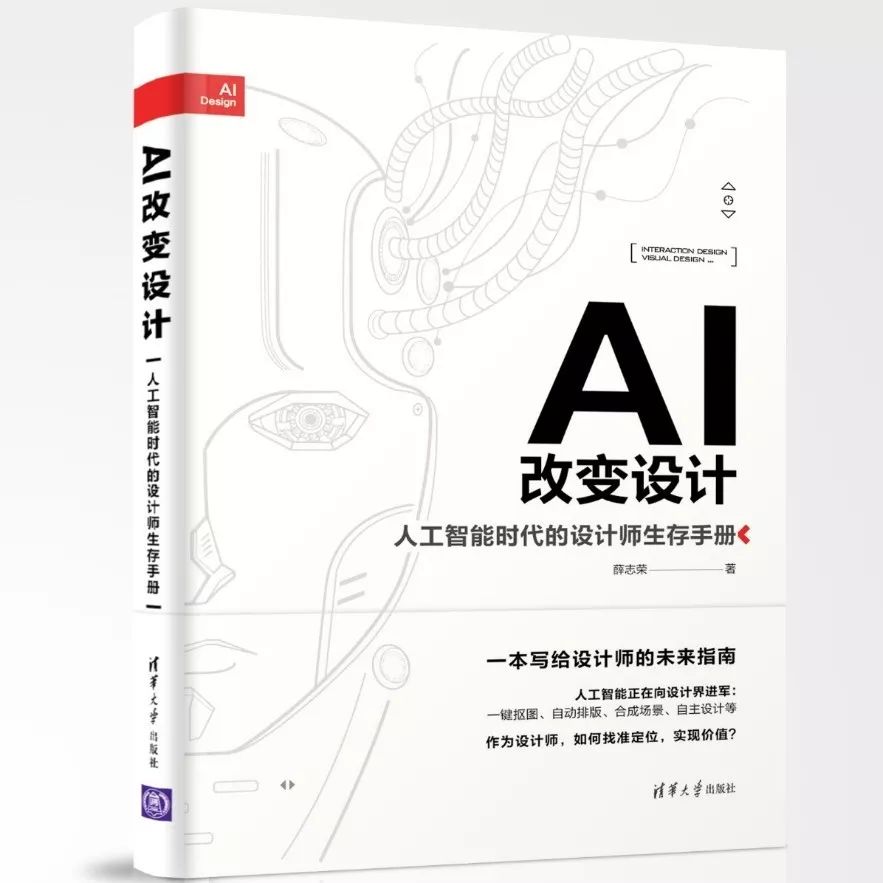 AI
Design
AI改变设计
人工智能时代的设计师生存手册
清华大学出版社
INTERACTION DESIGN
VISUAL DESIGN ...
AI
改变设计
人工智能时代的设计师生存手册
薛志荣 著
一本写给设计师的未来指南
人工智能正在向设计界进军：
一键抠图、自动排版、合成场景、自主设计等
作为设计师，如何找准定位，实现价值？
清华大学出版社